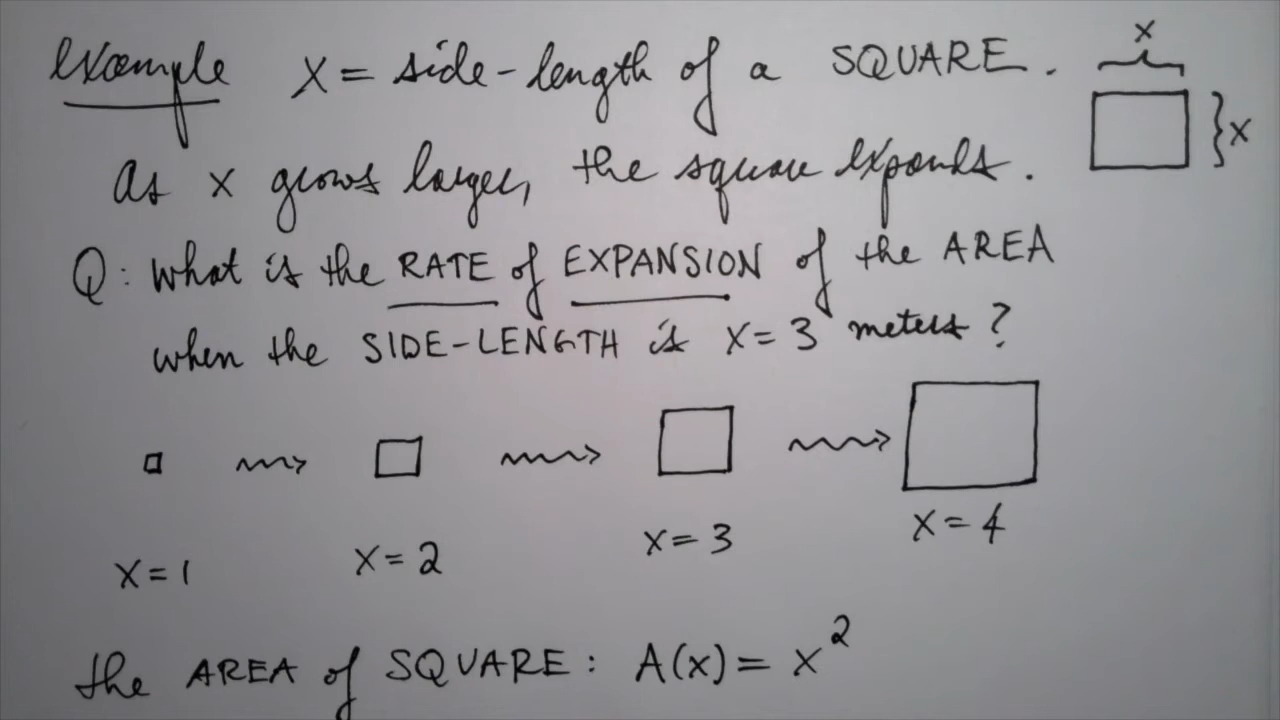 example X = side-length of a SQUARE.
x
x
As x grows larger, the square expands.
Q: What is the RATE of EXPANSION of the AREA
when the SIDE-LENGTH is x = 3 meters?
x = 1
x = 2
x = 3
x = 4
the AREA of SQUARE: A(x) = x²